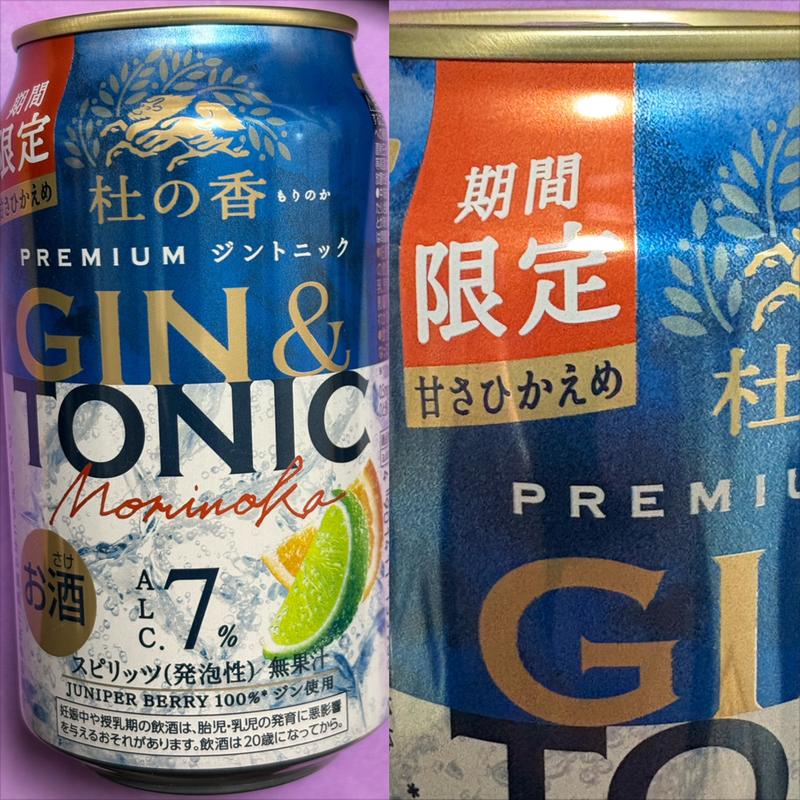 期間
限定
甘さひかえめ
杜の香 もりのか
PREMIUM ジントニック
GIN &
TONIC
Morinoka
さけ
お酒
ALC. 7%
スピリッツ(発泡性) 無果汁
JUNIPER BERRY 100%* ジン使用
妊娠中や授乳期の飲酒は、胎児・乳児の発育に悪影響
を与えるおそれがあります。飲酒は20歳になってから。
期間
限定
甘さひかえめ
杜
PREMIU
GI
TO
*